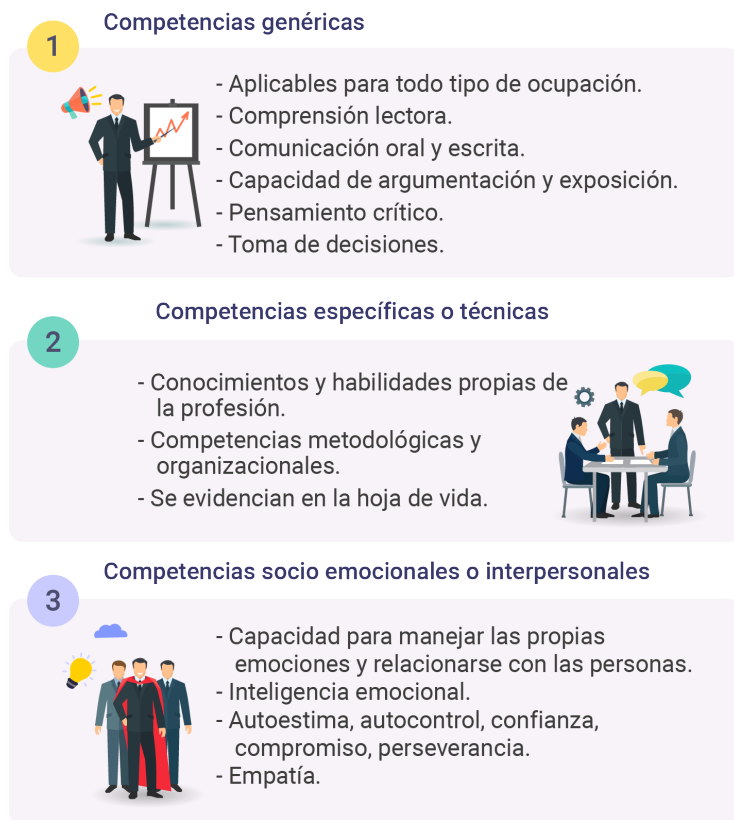 Competencias genéricas
1
- Aplicables para todo tipo de ocupación.
- Comprensión lectora.
- Comunicación oral y escrita.
- Capacidad de argumentación y exposición.
- Pensamiento crítico.
- Toma de decisiones.
Competencias específicas o técnicas
2
- Conocimientos y habilidades propias de
la profesión.
- Competencias metodológicas y
organizacionales.
- Se evidencian en la hoja de vida.
Competencias socio emocionales o interpersonales
3
- Capacidad para manejar las propias
emociones y relacionarse con las personas.
- Inteligencia emocional.
- Autoestima, autocontrol, confianza,
compromiso, perseverancia.
- Empatía.